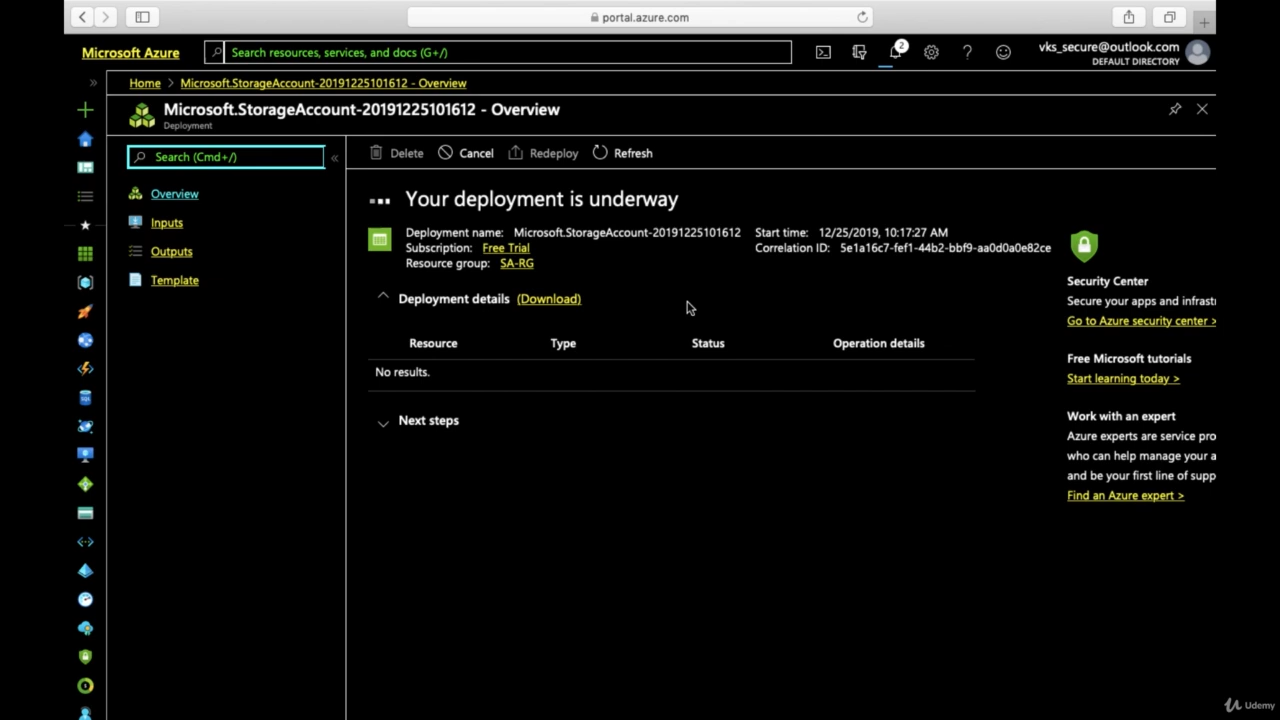 portal.azure.com
Microsoft Azure
Search resources, services, and docs (G+/)
2
vks_secure@outlook.com
DEFAULT DIRECTORY
Home > Microsoft.StorageAccount-20191225101612 - Overview
Microsoft.StorageAccount-20191225101612 - Overview
Deployment
Search (Cmd+/)
Overview
Inputs
Outputs
Template
Delete Cancel Redeploy Refresh
Your deployment is underway
Deployment name: Microsoft.StorageAccount-20191225101612
Subscription: Free Trial
Resource group: SA-RG
Start time: 12/25/2019, 10:17:27 AM
Correlation ID: 5e1a16c7-fef1-44b2-bbf9-aa0d0a0e82ce
Deployment details (Download)
Resource Type Status Operation details
No results.
Next steps
Security Center
Secure your apps and infrastr
Go to Azure security center >
Free Microsoft tutorials
Start learning today >
Work with an expert
Azure experts are service pro
who can help manage your a
and be your first line of supp
Find an Azure expert >
Udemy